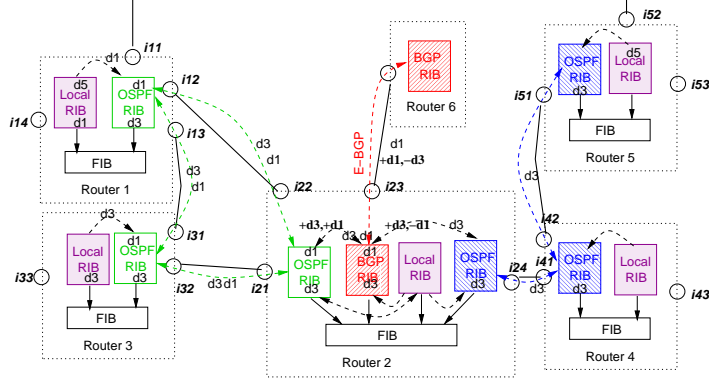 i11
d1
i12
d5
d1
Local
RIB
OSPF
RIB
d1
d3
i14
i13
FIB
Router 1
d3
d1
d3
d1
i22
i31
d3
d1
Local
RIB
OSPF
RIB
d3
d3
i33
i32
d3 d1
i21
FIB
Router 3
BGP
RIB
Router 6
E-BGP
d1
+d1,-d3
i23
+d3,+d1
d3
d1
+d3,-d1
d3
d1
d1
OSPF
RIB
BGP
RIB
Local
RIB
OSPF
RIB
d3
d3
d3
FIB
Router 2
i24
i52
d5
OSPF
RIB
Local
RIB
d3
i51
i53
FIB
Router 5
d3
i42
i41
d3
OSPF
RIB
Local
RIB
d3
i43
FIB
Router 4